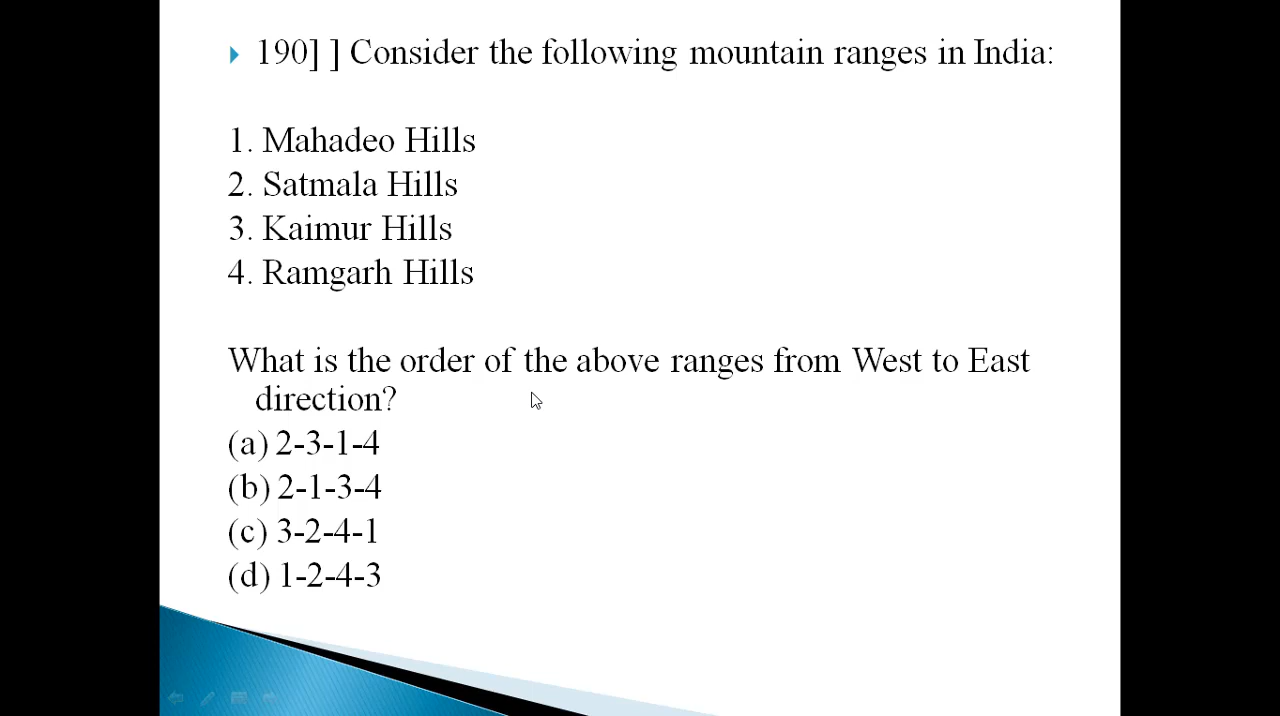 190] ] Consider the following mountain ranges in India:
1. Mahadeo Hills
2. Satmala Hills
3. Kaimur Hills
4. Ramgarh Hills
What is the order of the above ranges from West to East
direction?
(a) 2-3-1-4
(b) 2-1-3-4
(c) 3-2-4-1
(d) 1-2-4-3